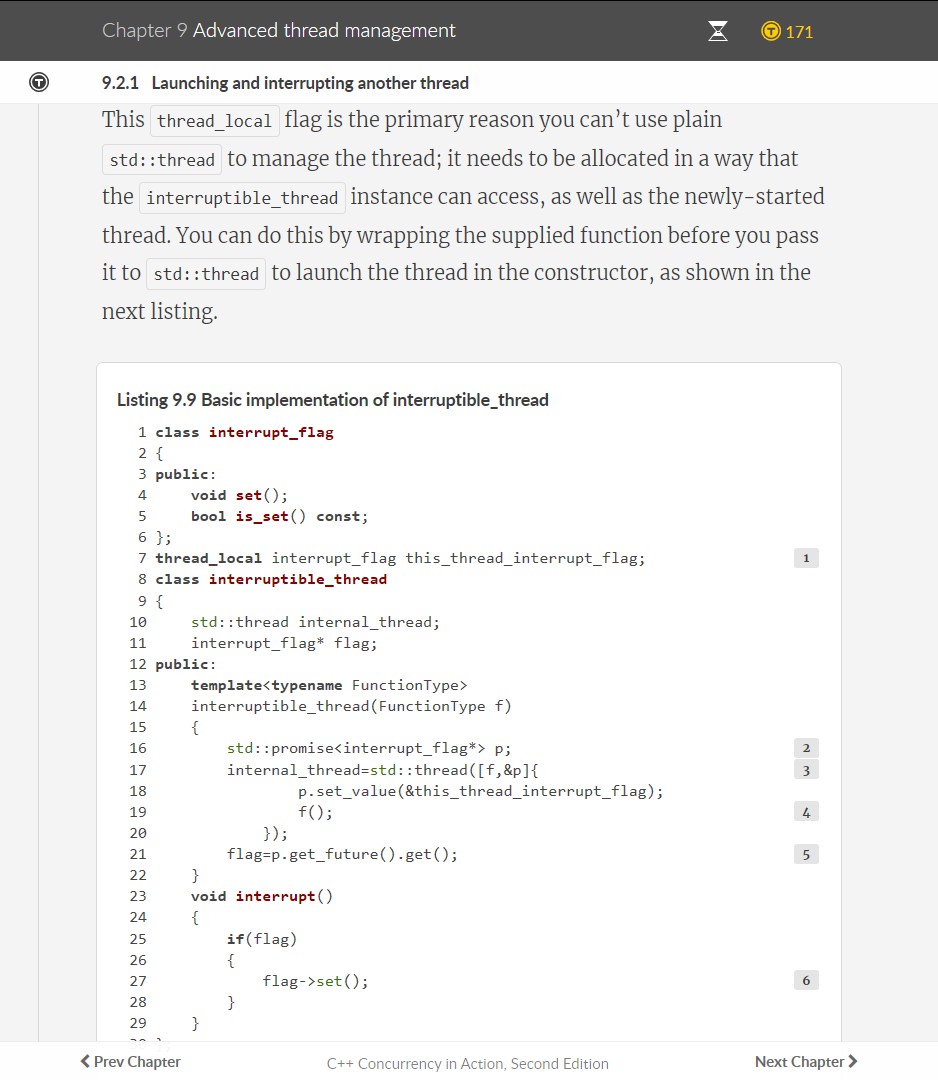 Chapter 9 Advanced thread management
171
9.2.1 Launching and interrupting another thread
This thread_local flag is the primary reason you can't use plain
std::thread to manage the thread; it needs to be allocated in a way that
the interruptible_thread instance can access, as well as the newly-started
thread. You can do this by wrapping the supplied function before you pass
it to std::thread to launch the thread in the constructor, as shown in the
next listing.
Listing 9.9 Basic implementation of interruptible_thread
1 class interrupt_flag
2 {
3 public:
4     void set();
5     bool is_set() const;
6 };
7 thread_local interrupt_flag this_thread_interrupt_flag; 1
8 class interruptible_thread
9 {
10     std::thread internal_thread;
11     interrupt_flag* flag;
12 public:
13     template<typename FunctionType>
14     interruptible_thread(FunctionType f)
15     {
16         std::promise<interrupt_flag*> p; 2
17         internal_thread=std::thread([f,&p]{ 3
18                 p.set_value(&this_thread_interrupt_flag);
19                 f(); 4
20             });
21         flag=p.get_future().get(); 5
22     }
23     void interrupt()
24     {
25         if(flag)
26         {
27             flag->set(); 6
28         }
29     }
Prev Chapter
C++ Concurrency in Action, Second Edition
Next Chapter